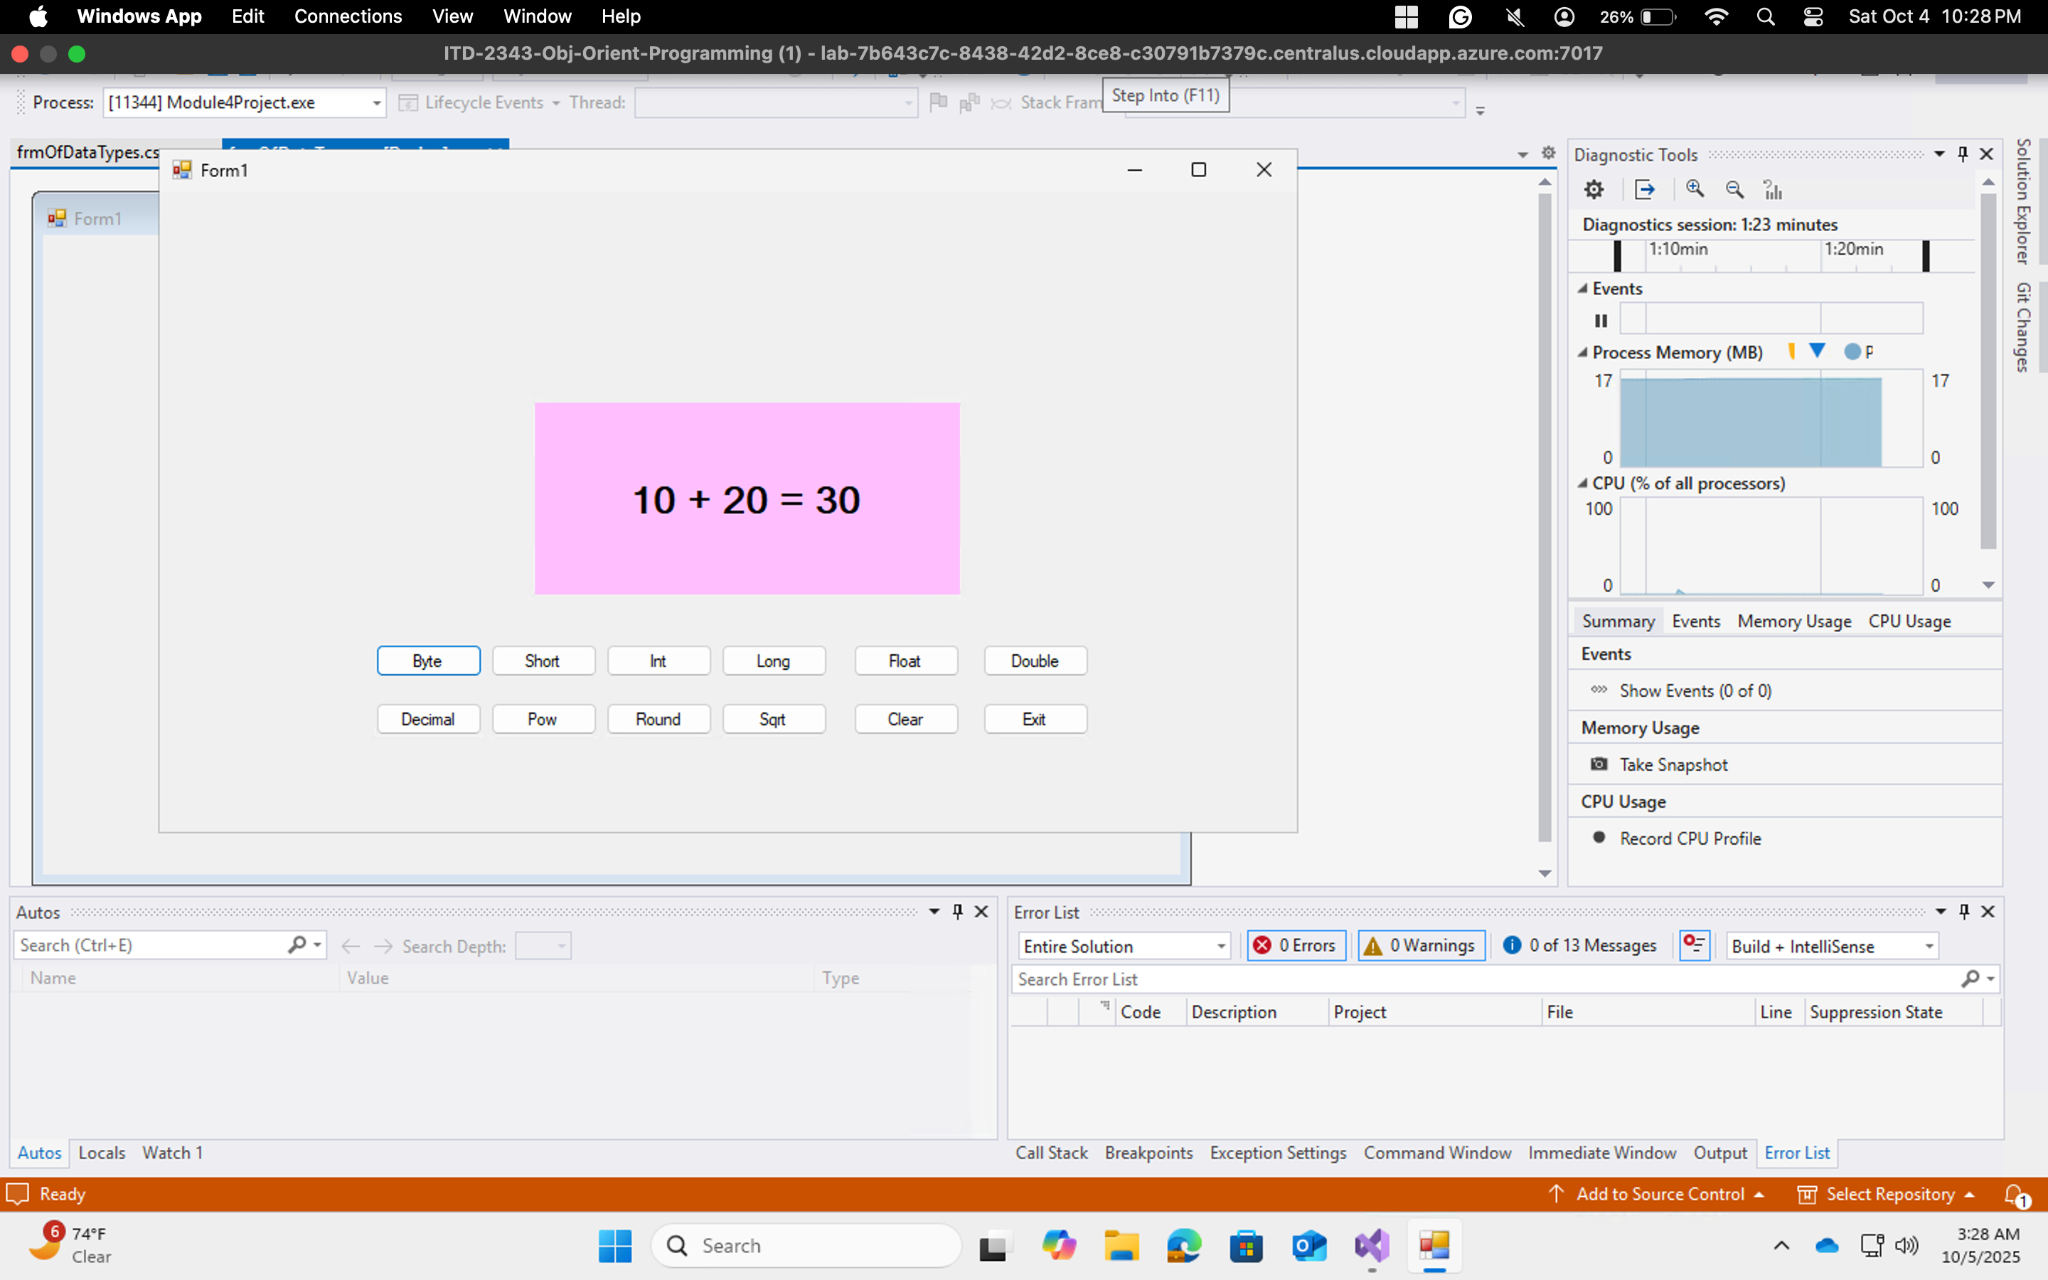 Windows App Edit Connections View Window Help 26% Sat Oct 4 10:28 PM
ITD-2343-Obj-Orient-Programming (1) - lab-7b643c7c-8438-42d2-8ce8-c30791b7379c.centralus.cloudapp.azure.com:7017
Process: [11344] Module4Project.exe Lifecycle Events Thread: Stack Fram
Step Into (F11)
frmOfDataTypes.cs
Form1
Form1
10 + 20 = 30
Byte Short Int Long Float Double
Decimal Pow Round Sqrt Clear Exit
Diagnostic Tools
Diagnostics session: 1:23 minutes
1:10min 1:20min
Events
Process Memory (MB) P
17 17
0 0
CPU (% of all processors)
100 100
0 0
Summary Events Memory Usage CPU Usage
Events
Show Events (0 of 0)
Memory Usage
Take Snapshot
CPU Usage
Record CPU Profile
Solution Explorer
Git Changes
Autos
Search (Ctrl+E) Search Depth:
Name Value Type
Autos Locals Watch 1
Error List
Entire Solution 0 Errors 0 Warnings 0 of 13 Messages Build + IntelliSense
Search Error List
Code Description Project File Line Suppression State
Call Stack Breakpoints Exception Settings Command Window Immediate Window Output Error List
Ready Add to Source Control Select Repository 1
6 74°F
Clear
Search
3:28 AM
10/5/2025